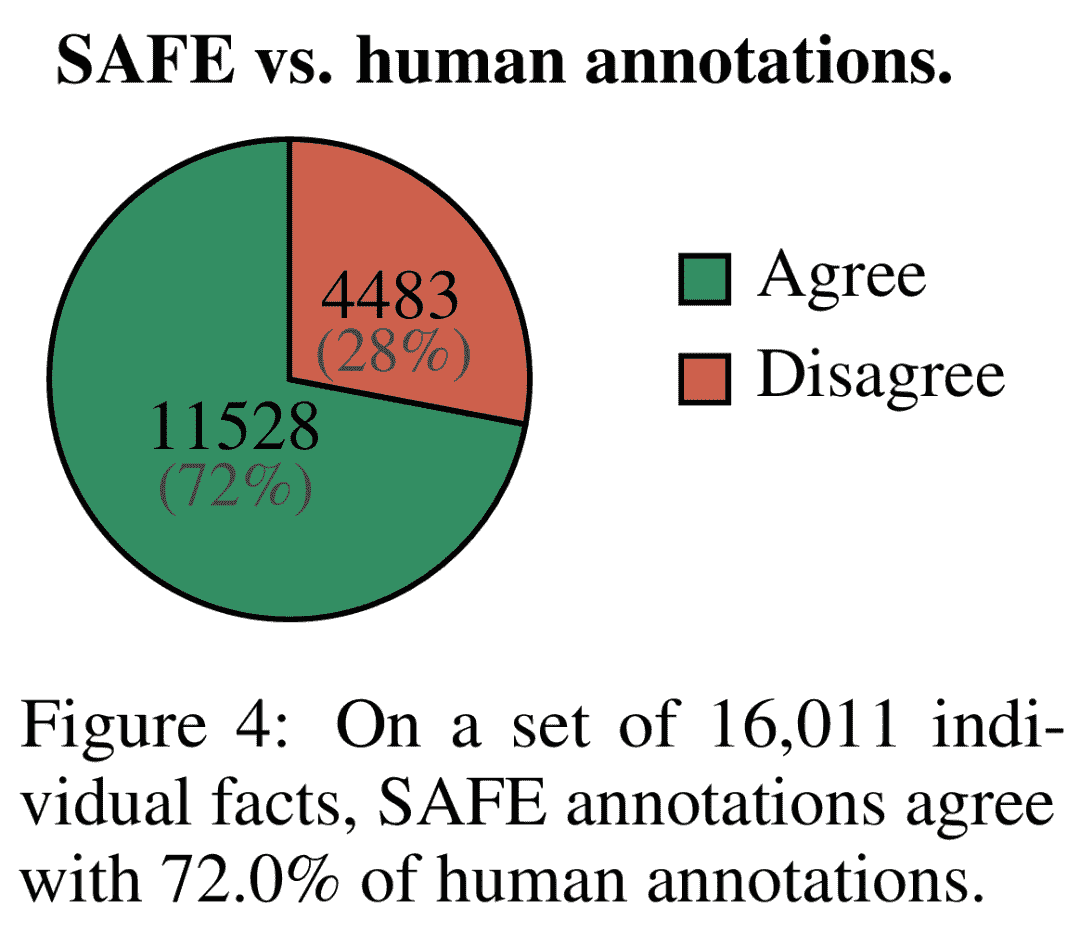 SAFE vs. human annotations.
4483
(28%)
11528
(72%)
Agree
Disagree
Figure 4: On a set of 16,011 indi-
vidual facts, SAFE annotations agree
with 72.0% of human annotations.